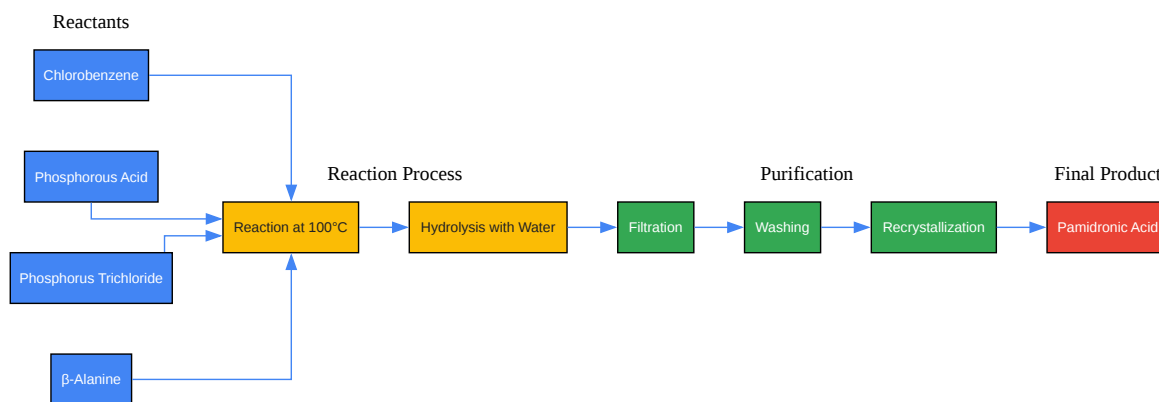 Reactants
Chlorobenzene
Phosphorous Acid
Phosphorus Trichloride
β-Alanine
Reaction Process
Reaction at 100°C
Hydrolysis with Water
Purification
Filtration
Washing
Recrystallization
Final Product
Pamidronic Acid